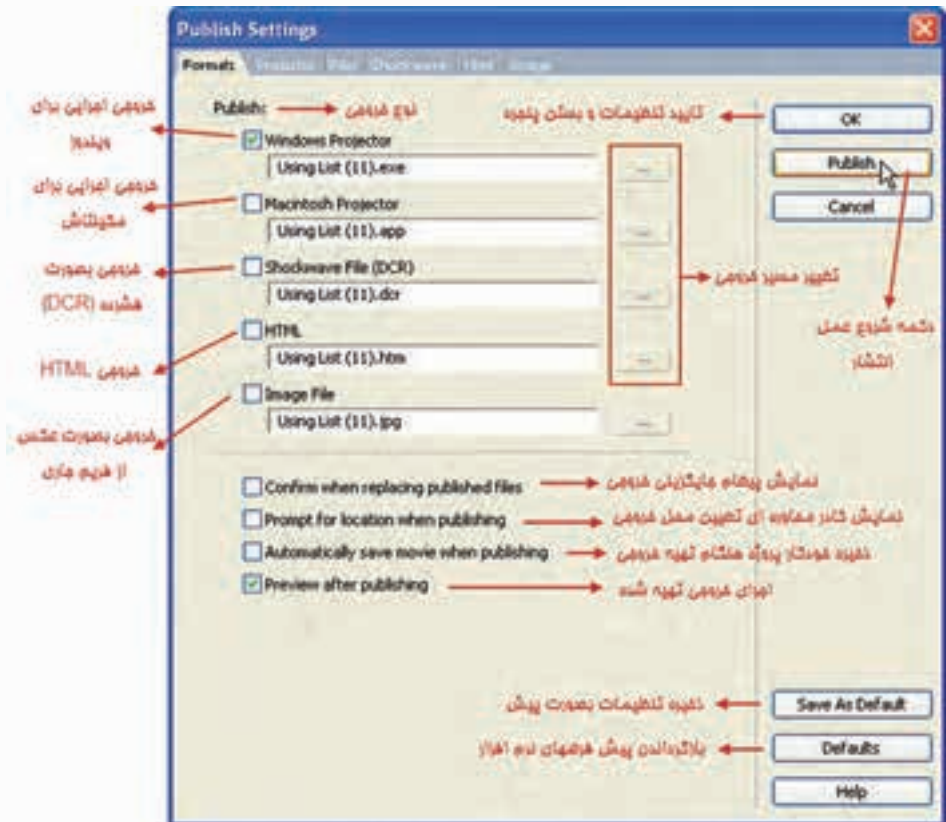 Publish Settings
Formats Projector Files Shockwave Html Image
Publish:
نوع خروجی
خروجی اجرایی برای
ویندوز
Windows Projector
Using List (11).exe
خروجی اجرایی برای
مکینتاش
Macintosh Projector
Using List (11).app
خروجی بصورت
فشرده (DCR)
Shockwave File (DCR)
Using List (11).dcr
خروجی HTML
HTML
Using List (11).htm
خروجی بصورت عکس
از فریم جاری
Image File
Using List (11).jpg
تغییر مسیر خروجی
تایید تنظیمات و بستن پنجره
OK
Publish
Cancel
دکمه شروع عمل
انتشار
Confirm when replacing published files
نمایش پیغام جایگزینی خروجی
Prompt for location when publishing
نمایش کادر محاوره ای تعیین محل خروجی
Automatically save movie when publishing
ذخیره خودکار پروژه هنگام تهیه خروجی
Preview after publishing
اجرای خروجی تهیه شده
ذخیره تنظیمات بصورت پیش
Save As Default
بازگرداندن پیش فرضهای نرم افزار
Defaults
Help